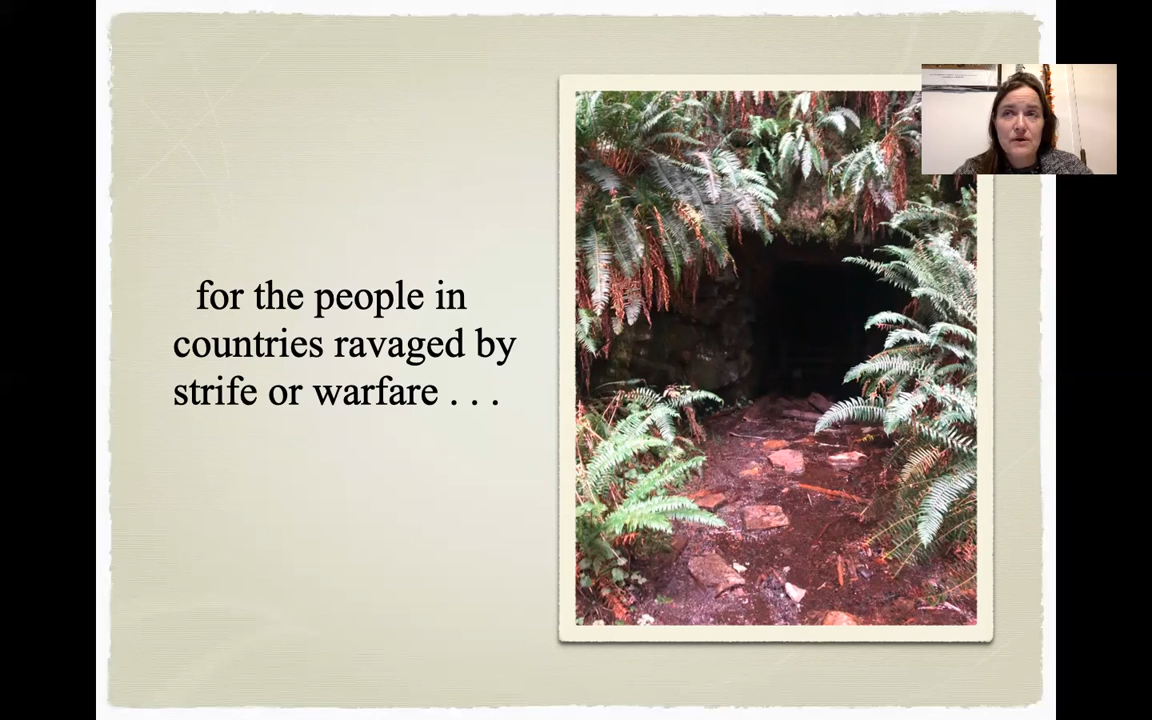 for the people in
countries ravaged by
strife or warfare . . .